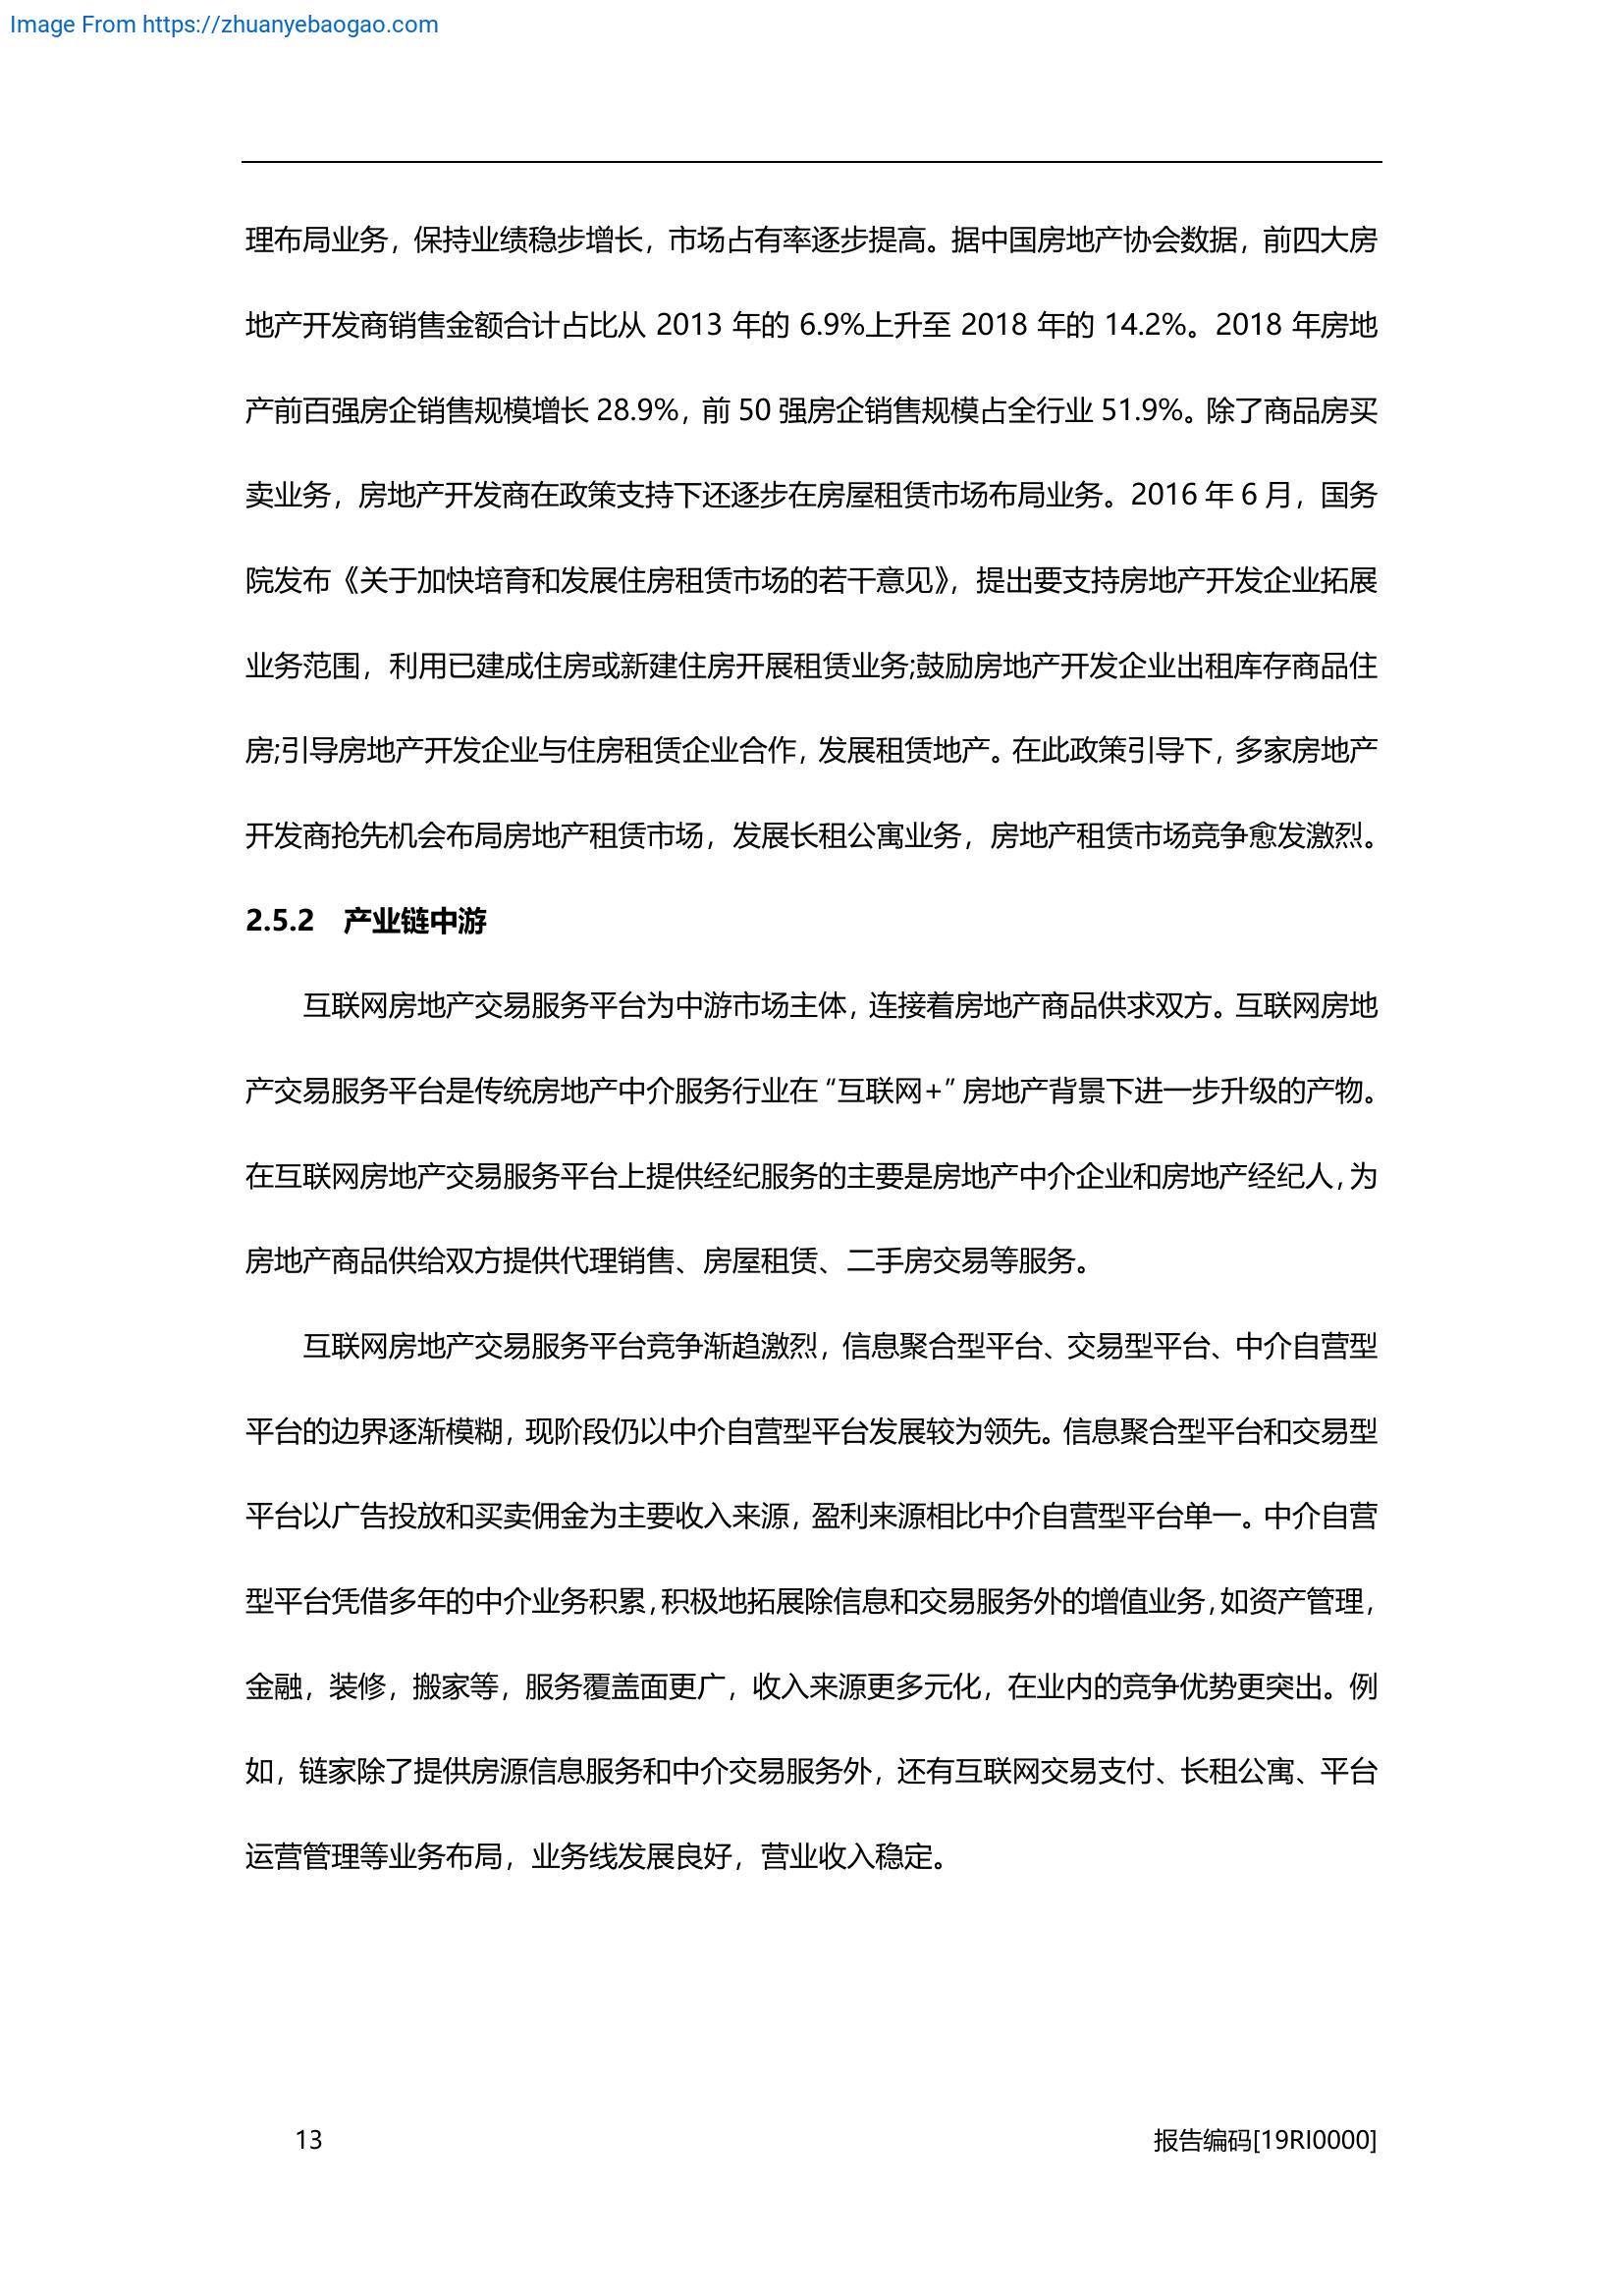 Image From https://zhuanyebaogao.com
理布局业务，保持业绩稳步增长，市场占有率逐步提高。据中国房地产协会数据，前四大房
地产开发商销售金额合计占比从 2013 年的 6.9%上升至 2018 年的 14.2%。2018 年房地
产前百强房企销售规模增长 28.9%，前 50 强房企销售规模占全行业 51.9%。除了商品房买
卖业务，房地产开发商在政策支持下还逐步在房屋租赁市场布局业务。2016 年 6 月，国务
院发布《关于加快培育和发展住房租赁市场的若干意见》，提出要支持房地产开发企业拓展
业务范围，利用已建成住房或新建住房开展租赁业务;鼓励房地产开发企业出租库存商品住
房;引导房地产开发企业与住房租赁企业合作，发展租赁地产。在此政策引导下，多家房地产
开发商抢先机会布局房地产租赁市场，发展长租公寓业务，房地产租赁市场竞争愈发激烈。
2.5.2 产业链中游
互联网房地产交易服务平台为中游市场主体，连接着房地产商品供求双方。互联网房地
产交易服务平台是传统房地产中介服务行业在“互联网+”房地产背景下进一步升级的产物。
在互联网房地产交易服务平台上提供经纪服务的主要是房地产中介企业和房地产经纪人，为
房地产商品供给双方提供代理销售、房屋租赁、二手房交易等服务。
互联网房地产交易服务平台竞争渐趋激烈，信息聚合型平台、交易型平台、中介自营型
平台的边界逐渐模糊，现阶段仍以中介自营型平台发展较为领先。信息聚合型平台和交易型
平台以广告投放和买卖佣金为主要收入来源，盈利来源相比中介自营型平台单一。中介自营
型平台凭借多年的中介业务积累，积极地拓展除信息和交易服务外的增值业务，如资产管理，
金融，装修，搬家等，服务覆盖面更广，收入来源更多元化，在业内的竞争优势更突出。例
如，链家除了提供房源信息服务和中介交易服务外，还有互联网交易支付、长租公寓、平台
运营管理等业务布局，业务线发展良好，营业收入稳定。
13
报告编码[19RI0000]